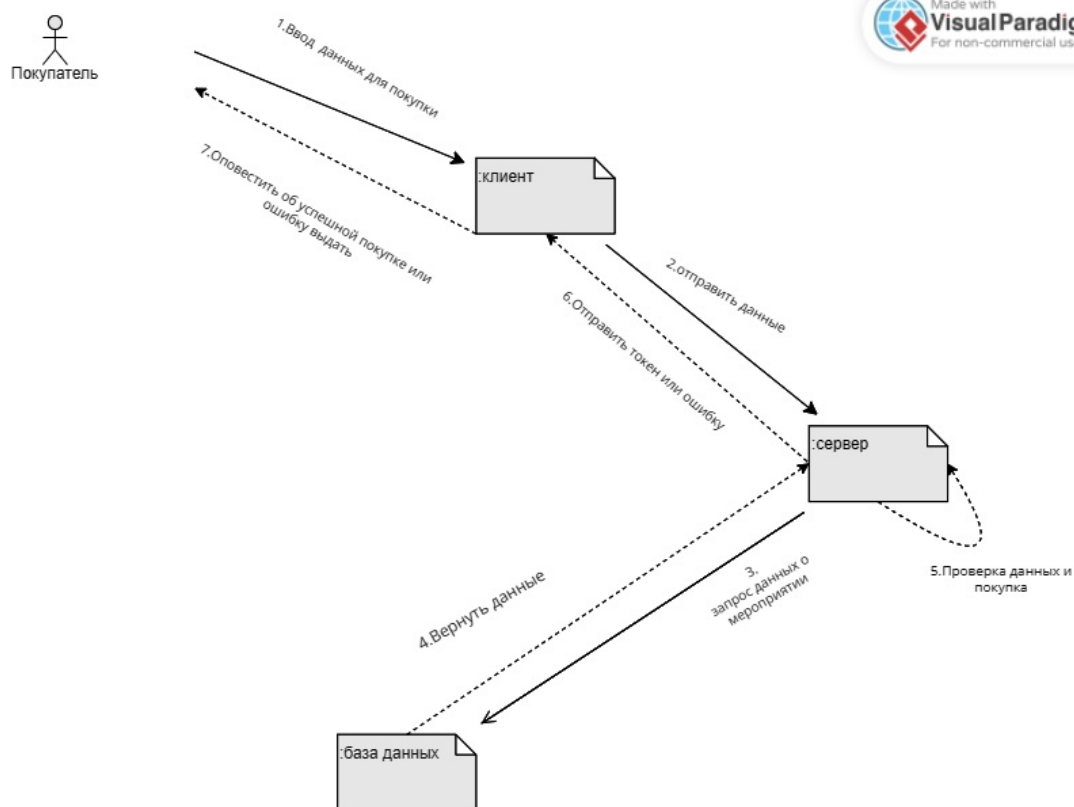 Made with
Visual Paradig
For non-commercial us
Покупатель
1.Ввод данных для покупки
7.Оповестить об успешной покупке или
ошибку выдать
:клиент
2.отправить данные
6.Отправить токен или ошибку
:сервер
5.Проверка данных и
покупка
3.
запрос данных о
мероприятии
4.Вернуть данные
:база данных